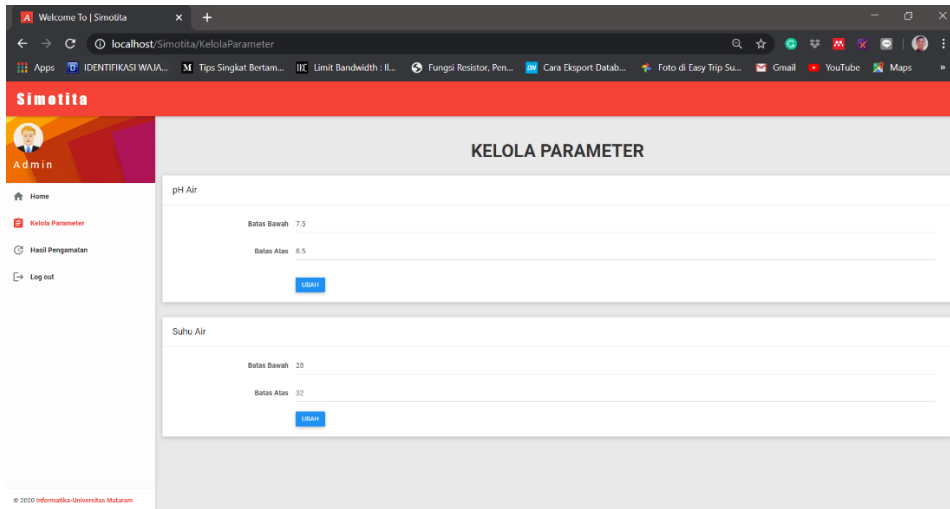 Welcome To | Simotita
localhost/Simotita/KelolaParameter
Apps
IDENTIFIKASI WAJA...
M Tips Singkat Bertam...
Limit Bandwidth : Il...
Fungsi Resistor, Pen...
Cara Eksport Datab...
Foto di Easy Trip Su...
Gmail
YouTube
Maps
»
Simotita
Admin
Home
Kelola Parameter
Hasil Pengamatan
Log out
KELOLA PARAMETER
pH Air
Batas Bawah 7.5
Batas Atas 8.5
UBAH
Suhu Air
Batas Bawah 28
Batas Atas 32
UBAH
© 2020 Informatika-Universitas Mataram